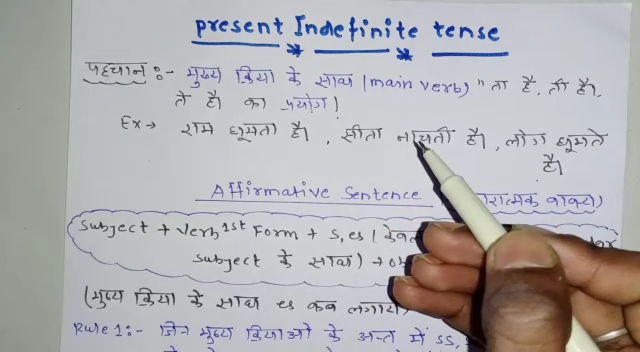 present Indefinite tense
पहचान :- मुख्य क्रिया के साथ (main verb) "ता है, ती है।
ते है। का प्रयोग।
Ex → राम घूमता है। , सीता नाचती है। , लोग घूमते
है।
Affirmative Sentence वाक्य)
Subject + Verb 1st Form + s, es (
Subject के साथ) +
(मुख्य क्रिया के साथ es कब
Rule 1:- जिन मुख्य क्रियाओ के अन्त में ss,